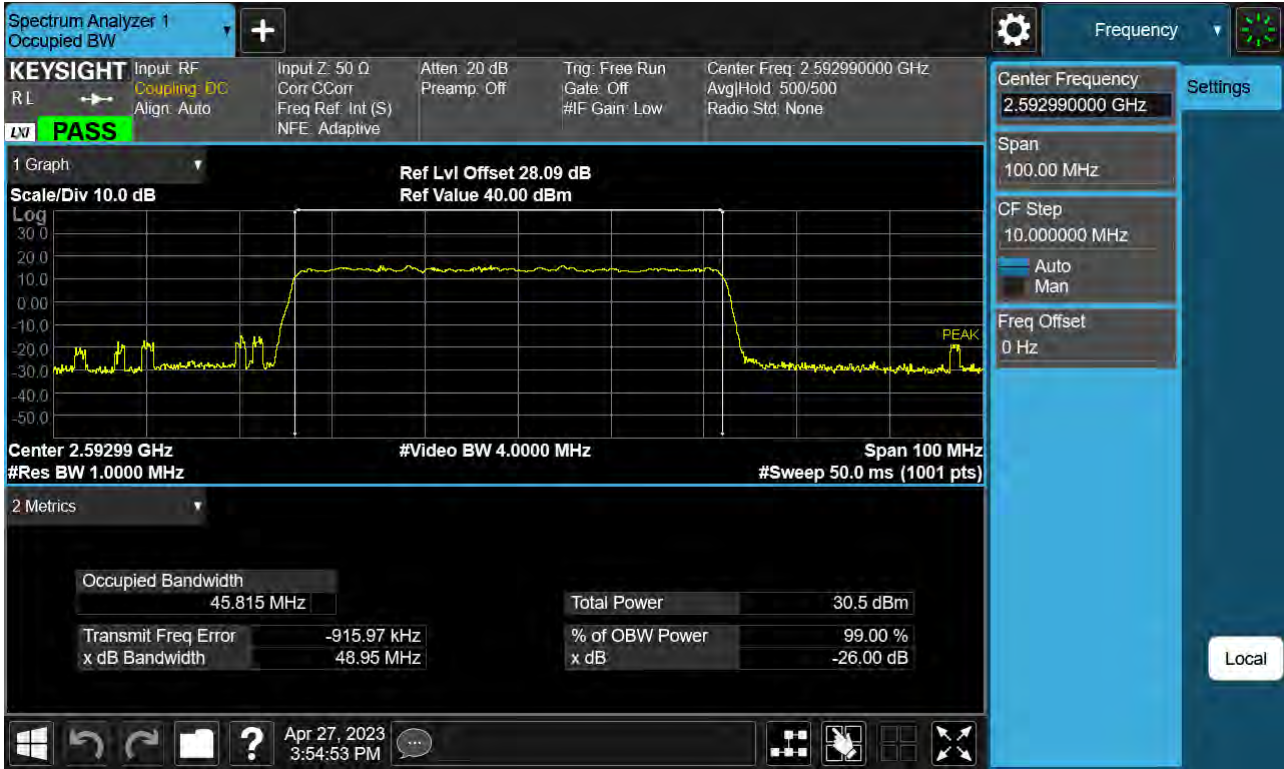 Spectrum Analyzer 1
Occupied BW
Frequency
KEYSIGHT
R L
LXI
PASS
Input: RF
Coupling: DC
Align: Auto
Input Z: 50 Ω
Corr CCorr
Freq Ref: Int (S)
NFE: Adaptive
Atten: 20 dB
Preamp: Off
Trig: Free Run
Gate: Off
#IF Gain: Low
Center Freq: 2.592990000 GHz
Avg|Hold: 500/500
Radio Std: None
Center Frequency
2.592990000 GHz
Settings
Span
100.00 MHz
CF Step
10.000000 MHz
Auto
Man
Freq Offset
0 Hz
1 Graph
Scale/Div 10.0 dB
Ref Lvl Offset 28.09 dB
Ref Value 40.00 dBm
Log
30.0
20.0
10.0
0.00
-10.0
-20.0
-30.0
-40.0
-50.0
PEAK
Center 2.59299 GHz
#Video BW 4.0000 MHz
Span 100 MHz
#Res BW 1.0000 MHz
#Sweep 50.0 ms (1001 pts)
2 Metrics
Occupied Bandwidth
45.815 MHz
Total Power 30.5 dBm
Transmit Freq Error -915.97 kHz
% of OBW Power 99.00 %
x dB Bandwidth 48.95 MHz
x dB -26.00 dB
Local
Apr 27, 2023
3:54:53 PM